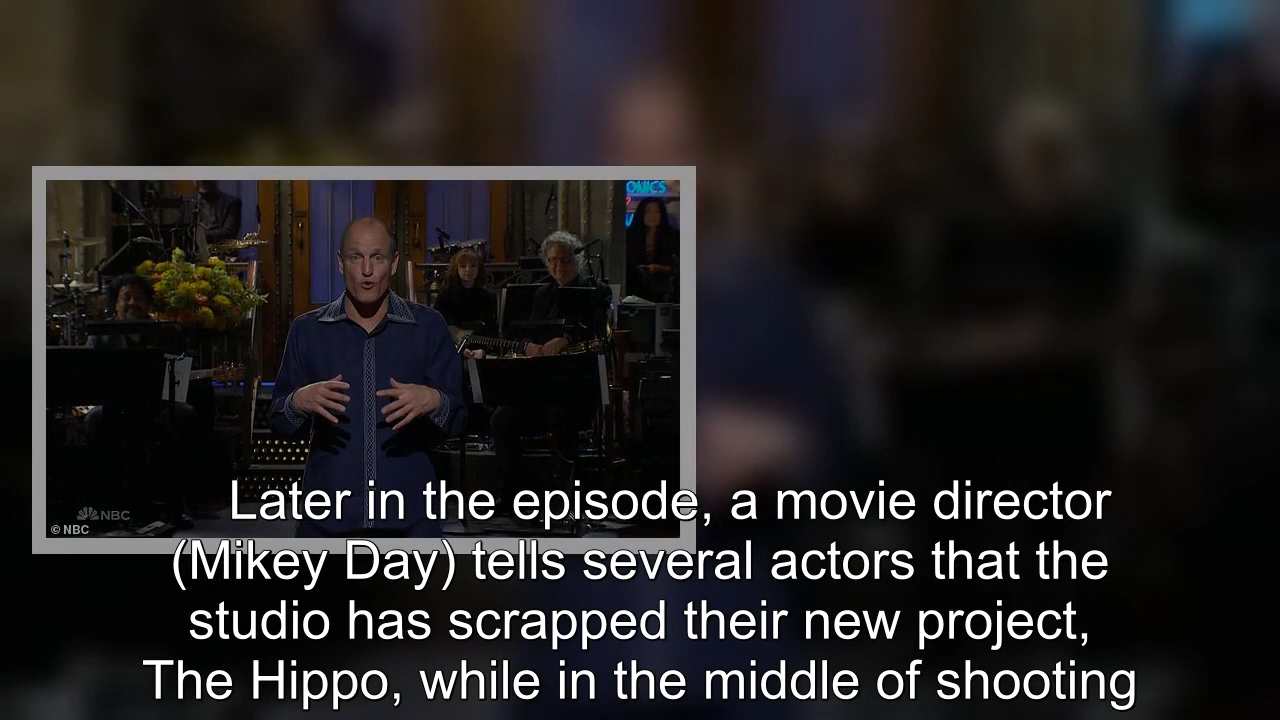 ONICS
?
NBC
© NBC
Later in the episode, a movie director
(Mikey Day) tells several actors that the
studio has scrapped their new project,
The Hippo, while in the middle of shooting